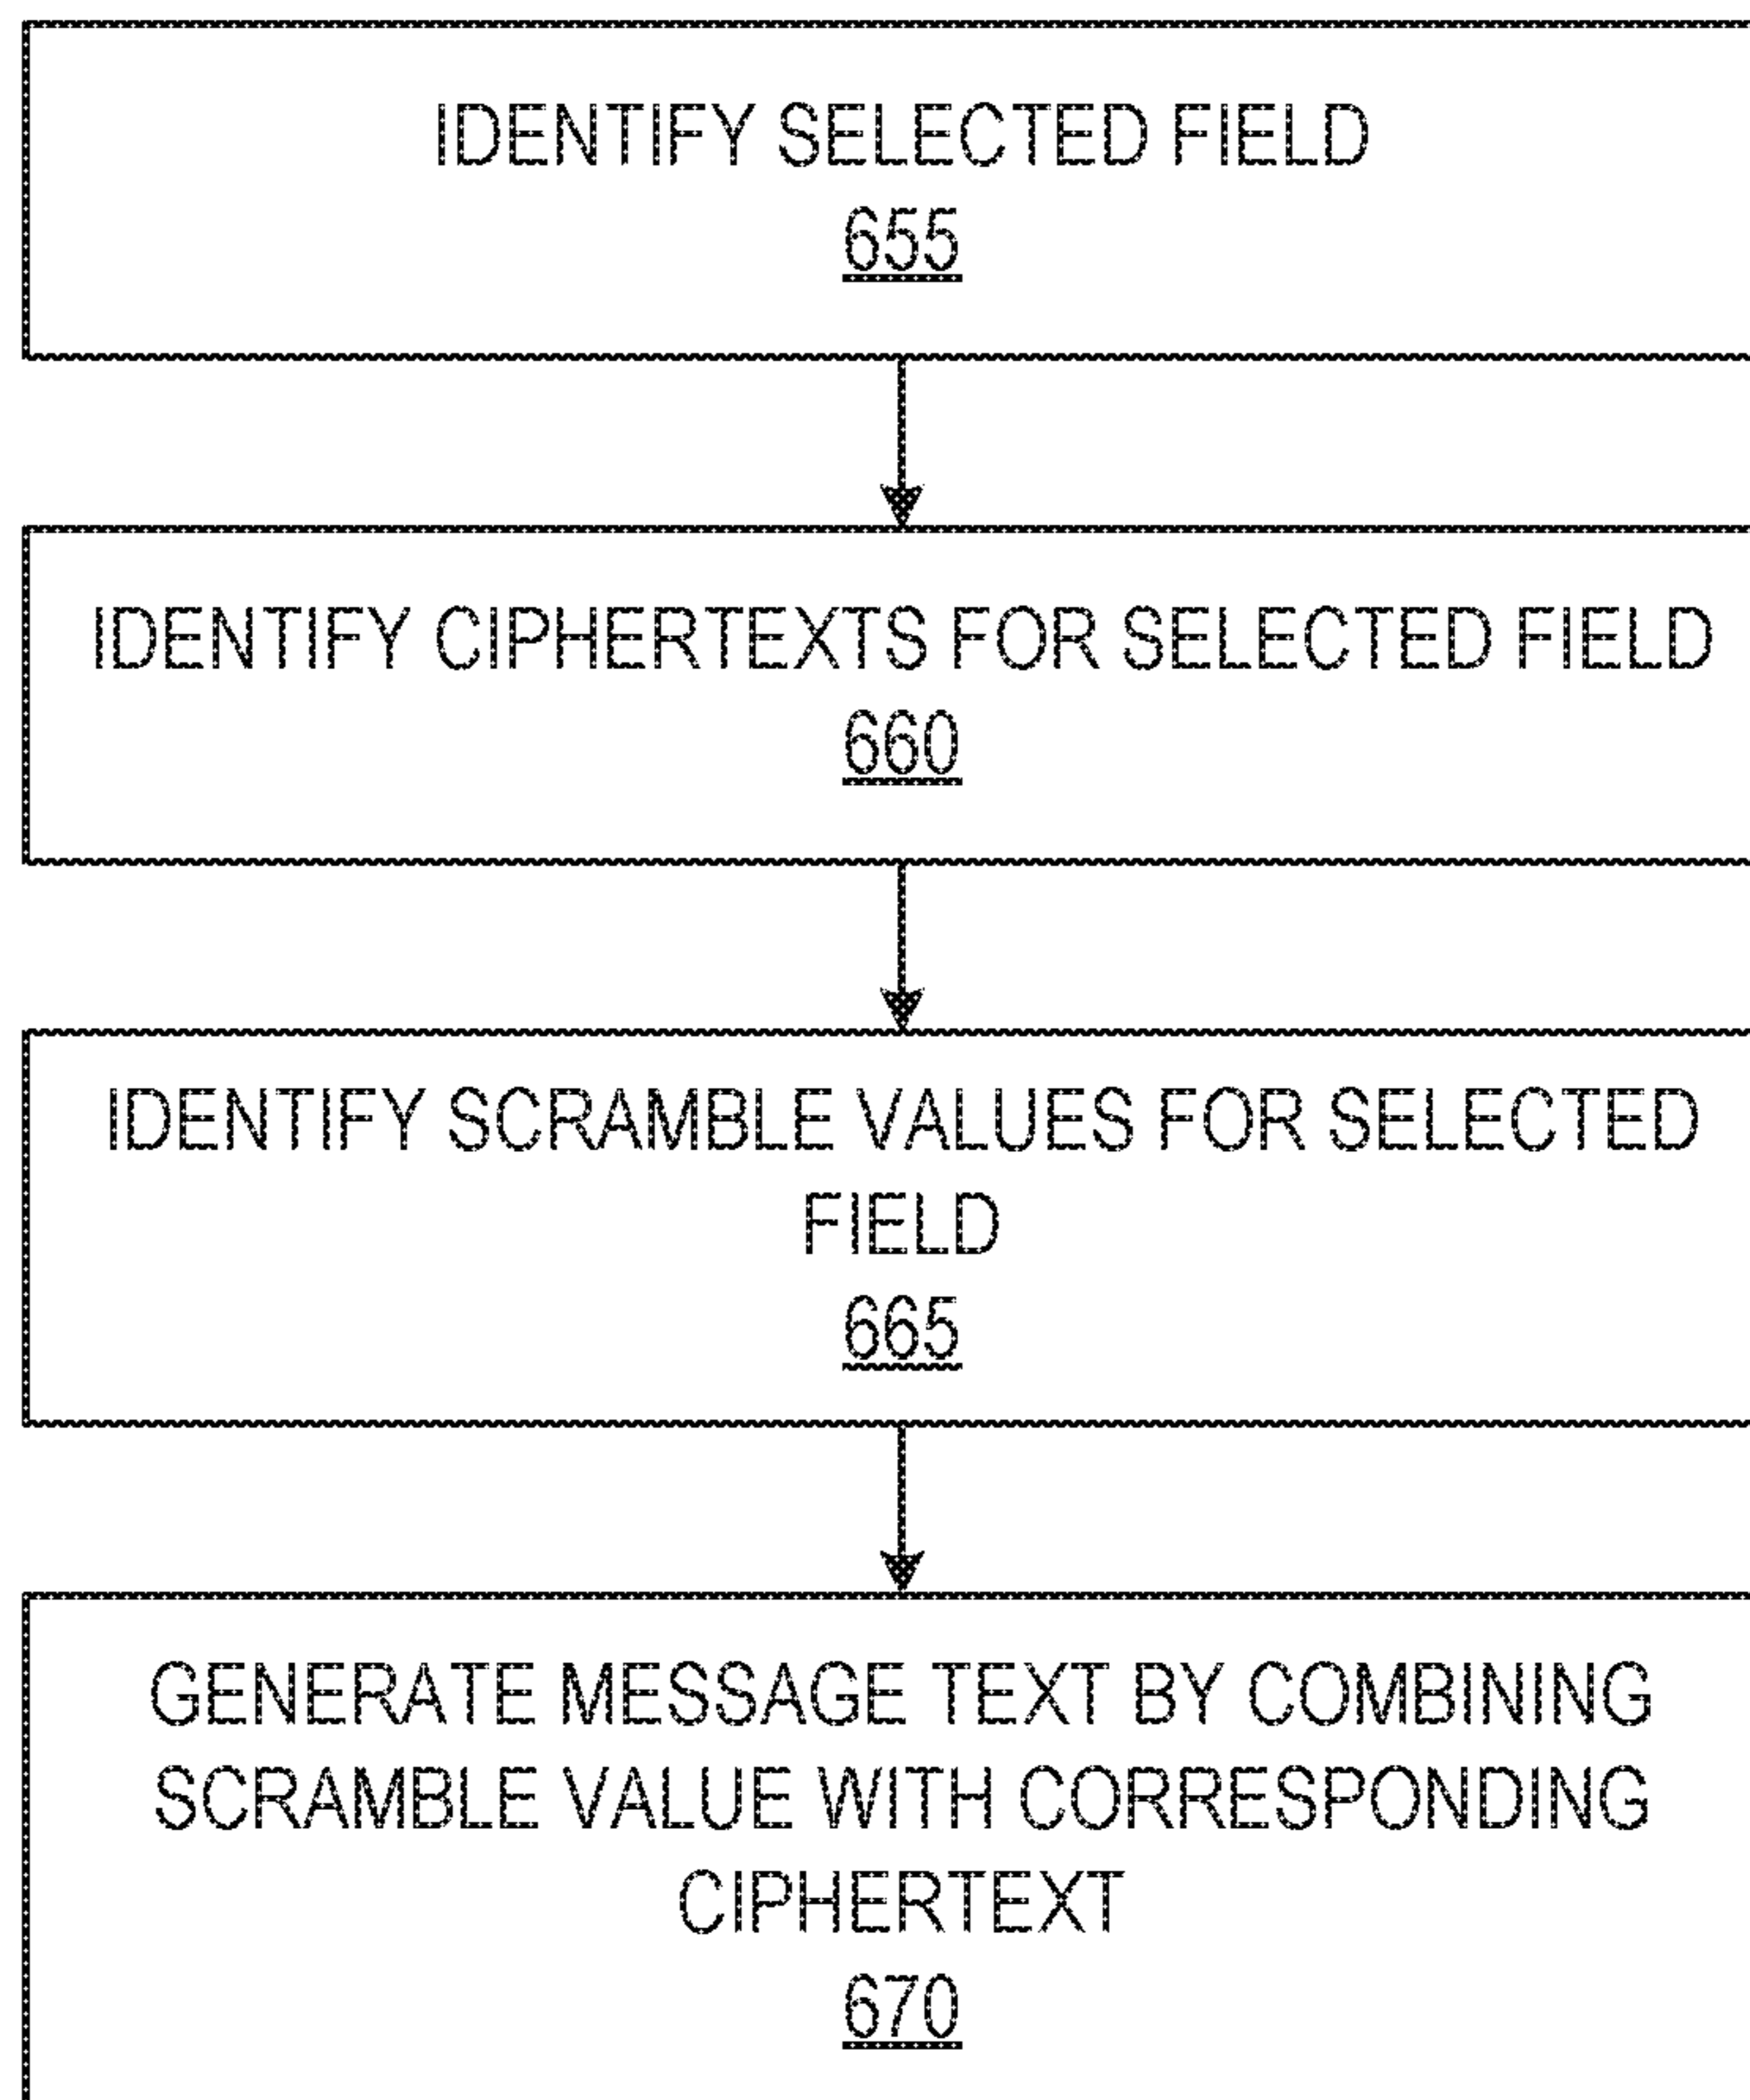 IDENTIFY SELECTED FIELD
655
IDENTIFY CIPHERTEXTS FOR SELECTED FIELD
660
IDENTIFY SCRAMBLE VALUES FOR SELECTED
FIELD
665
GENERATE MESSAGE TEXT BY COMBINING
SCRAMBLE VALUE WITH CORRESPONDING
CIPHERTEXT
670